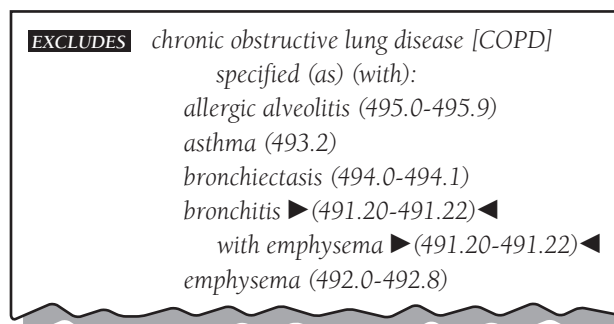 EXCLUDES chronic obstructive lung disease [COPD]
specified (as) (with):
allergic alveolitis (495.0-495.9)
asthma (493.2)
bronchiectasis (494.0-494.1)
bronchitis ►(491.20-491.22)◄
with emphysema ►(491.20-491.22)◄
emphysema (492.0-492.8)